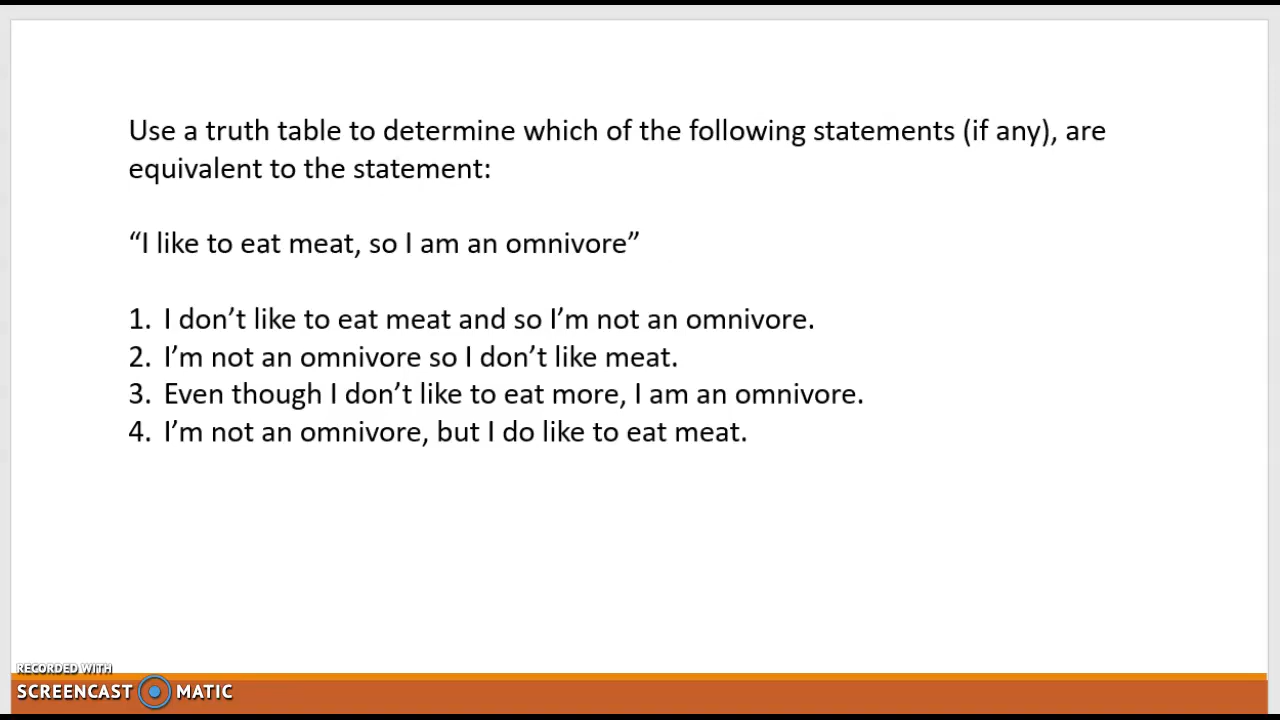 Use a truth table to determine which of the following statements (if any), are
equivalent to the statement:
“I like to eat meat, so I am an omnivore”
1. I don’t like to eat meat and so I’m not an omnivore.
2. I’m not an omnivore so I don’t like meat.
3. Even though I don’t like to eat more, I am an omnivore.
4. I’m not an omnivore, but I do like to eat meat.
RECORDED WITH
SCREENCAST MATIC